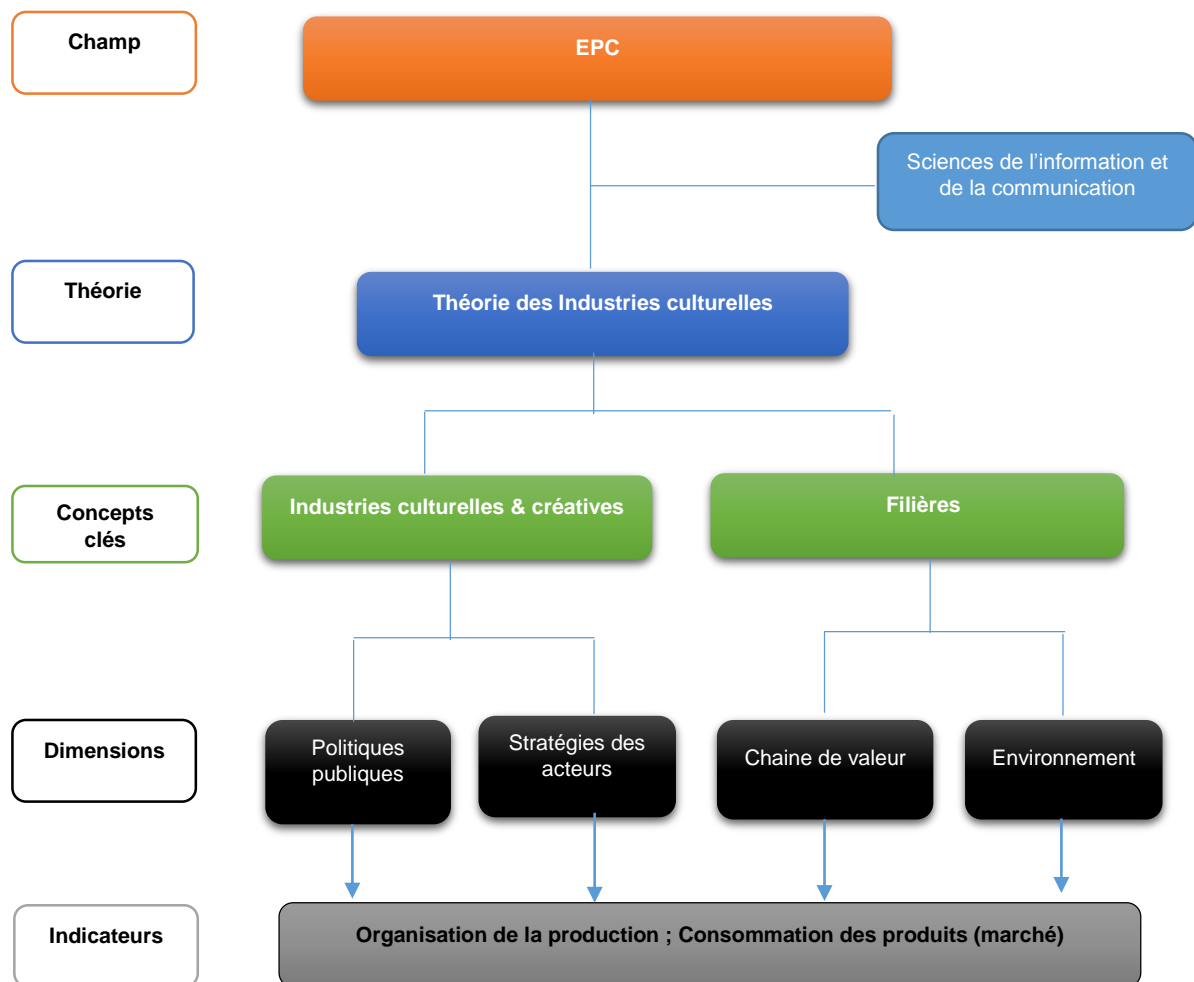 Champ
EPC
Sciences de l’information et
de la communication
Théorie
Théorie des Industries culturelles
Concepts
clés
Industries culturelles & créatives
Filières
Dimensions
Politiques
publiques
Stratégies des
acteurs
Chaine de valeur
Environnement
Indicateurs
Organisation de la production ; Consommation des produits (marché)